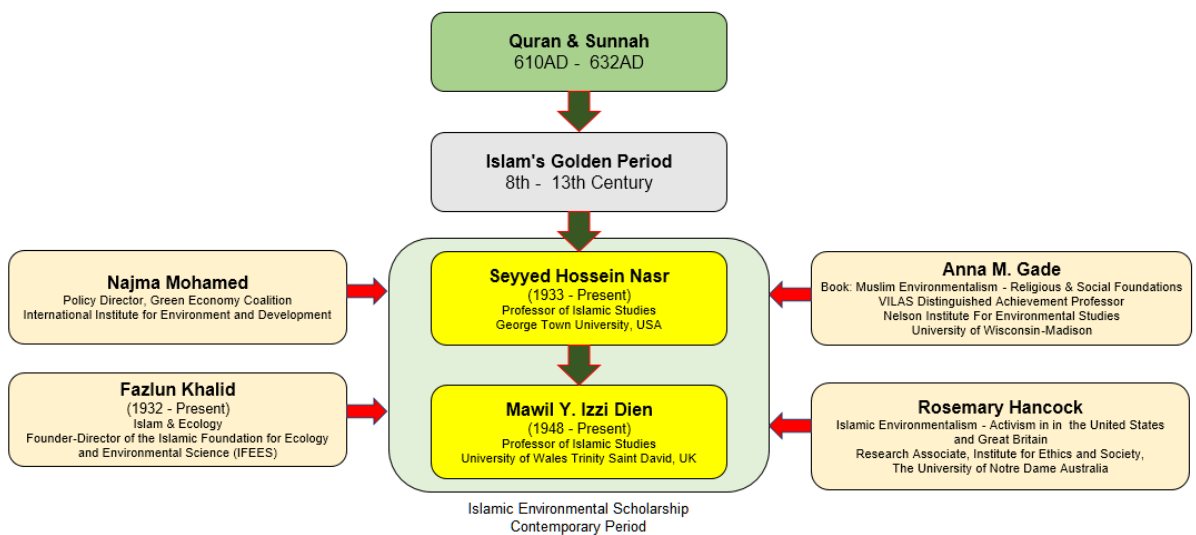 Quran & Sunnah
610AD - 632AD
Islam's Golden Period
8th - 13th Century
Najma Mohamed
Policy Director, Green Economy Coalition
International Institute for Environment and Development
Seyyed Hossein Nasr
(1933 - Present)
Professor of Islamic Studies
George Town University, USA
Anna M. Gade
Book: Muslim Environmentalism - Religious & Social Foundations
VILAS Distinguished Achievement Professor
Nelson Institute For Environmental Studies
University of Wisconsin-Madison
Fazlun Khalid
(1932 - Present)
Islam & Ecology
Founder-Director of the Islamic Foundation for Ecology
and Environmental Science (IFEES)
Mawil Y. Izzi Dien
(1948 - Present)
Professor of Islamic Studies
University of Wales Trinity Saint David, UK
Rosemary Hancock
Islamic Environmentalism - Activism in in the United States
and Great Britain
Research Associate, Institute for Ethics and Society,
The University of Notre Dame Australia
Islamic Environmental Scholarship
Contemporary Period